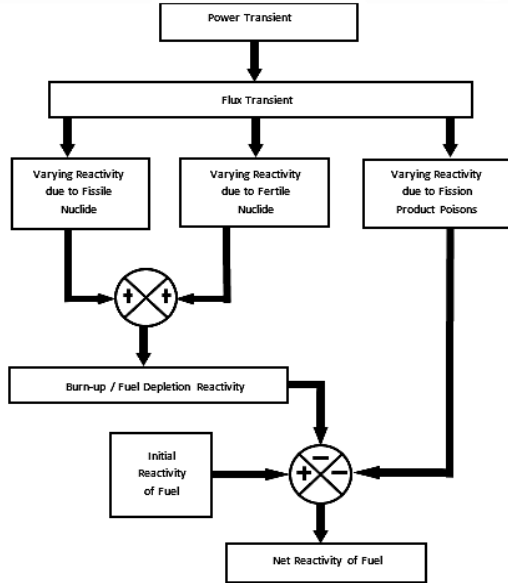 Power Transient
Flux Transient
Varying Reactivity
due to Fissile
Nuclide
Varying Reactivity
due to Fertile
Nuclide
Varying Reactivity
due to Fission
Product Poisons
+ +
Burn-up / Fuel Depletion Reactivity
Initial
Reactivity
of Fuel
+ − −
Net Reactivity of Fuel